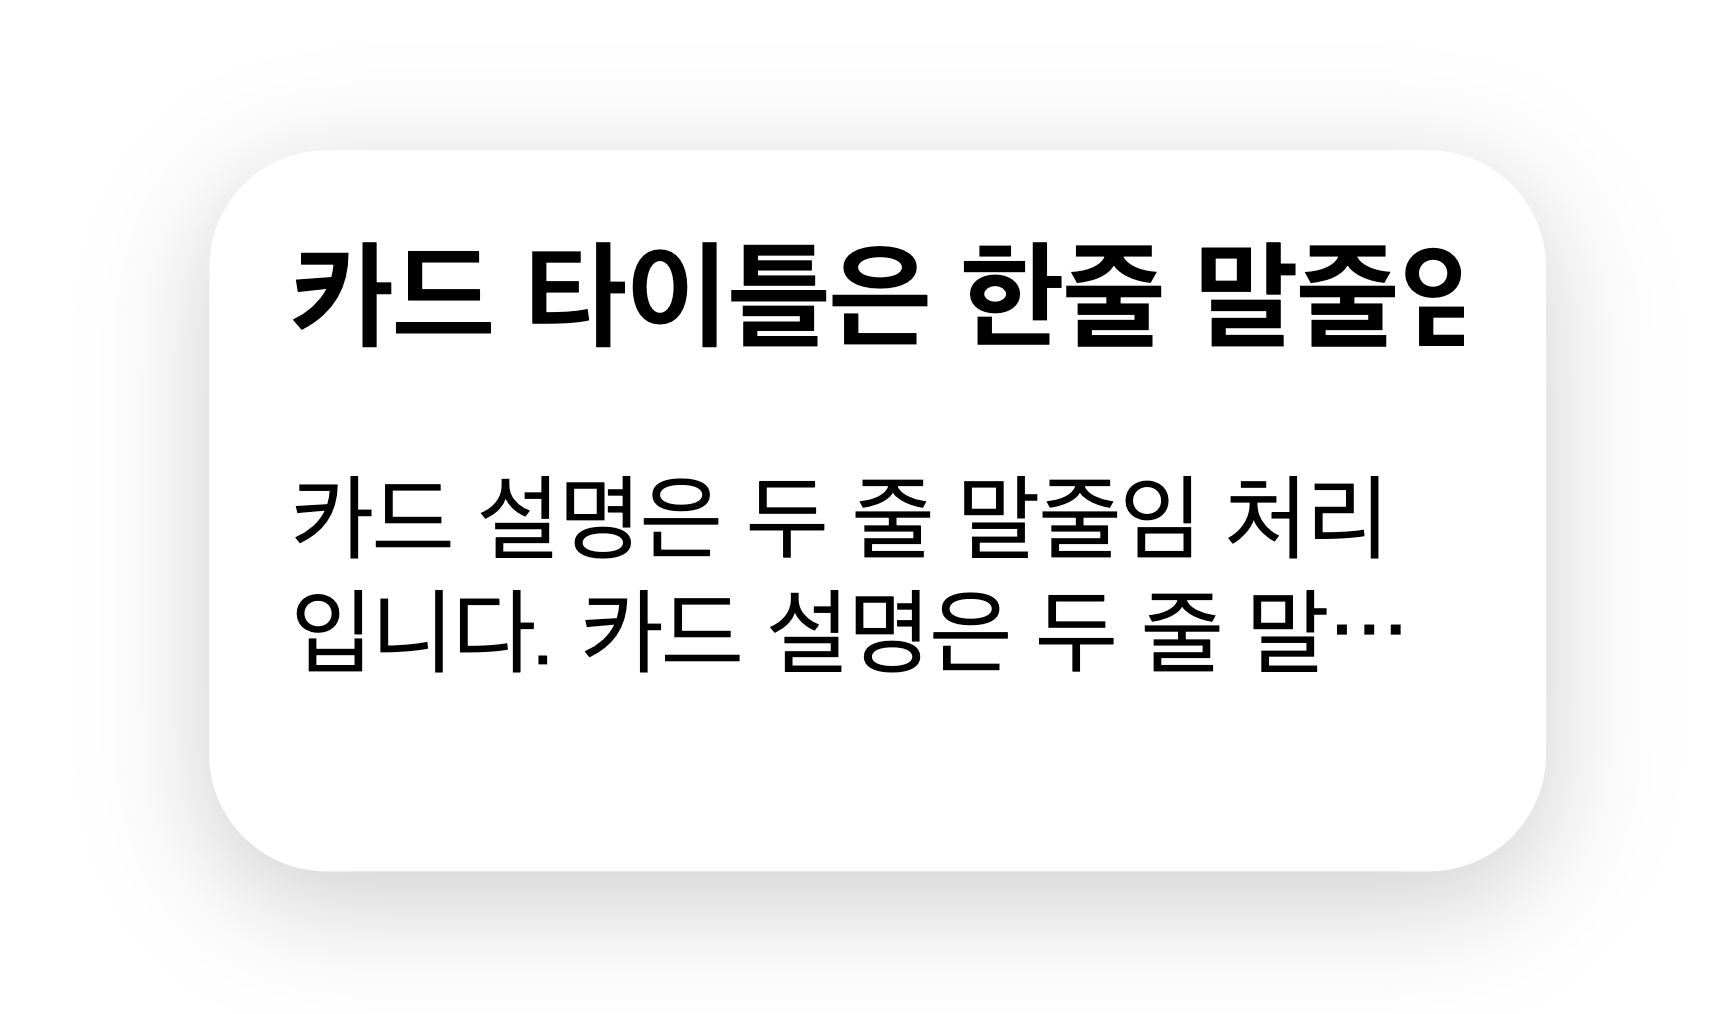 카드 타이틀은 한줄 말줄
카드 설명은 두 줄 말줄임 처리
입니다. 카드 설명은 두 줄 말…